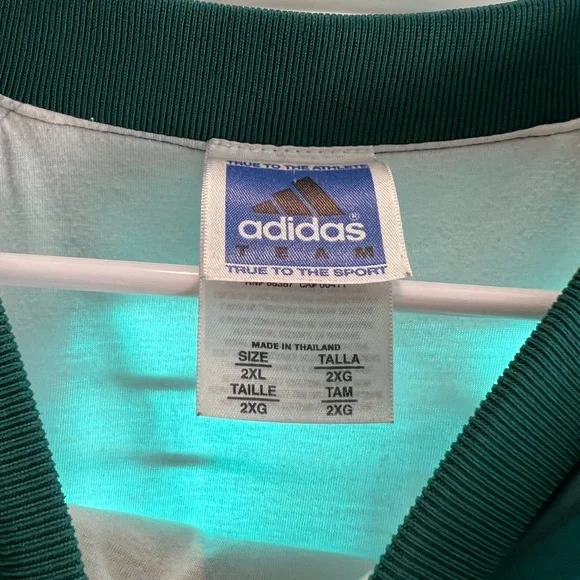 TRUE TO THE ATHLETE
adidas ®
TEAM
TRUE TO THE SPORT
MADE IN THAILAND
SIZE TALLA
2XL 2XG
TAILLE TAM
2XG 2XG